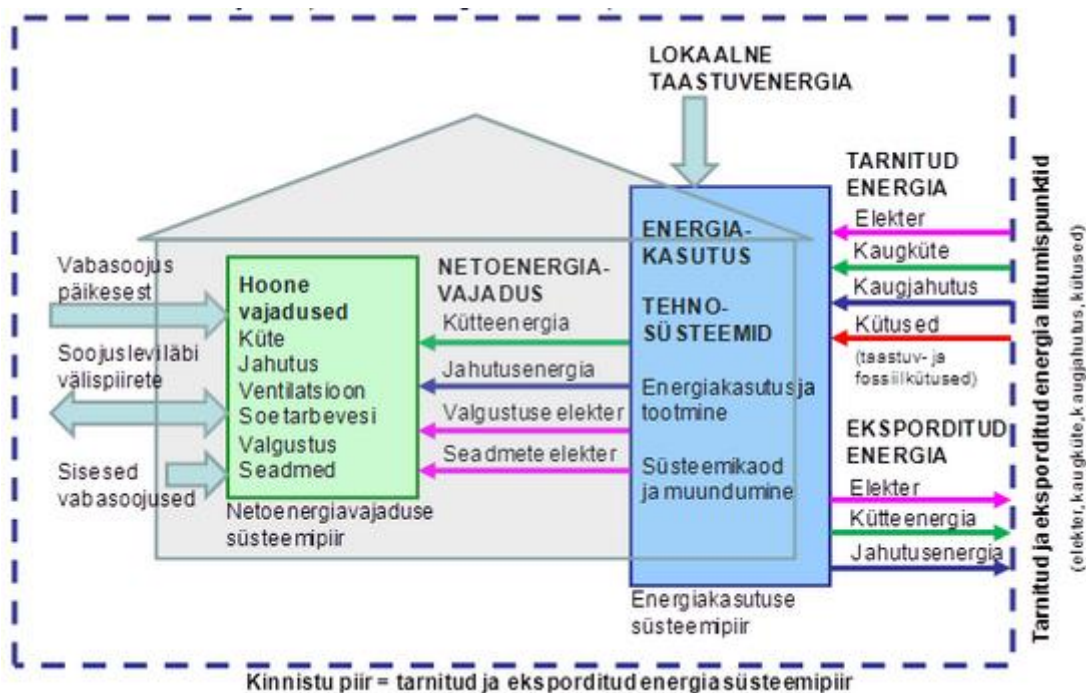 LOKAALNE
TAASTUVENERGIA
Vabasoojus
päikesest
Soojuslevi läbi
välispiirete
Sisesed
vabasoojused
Hoone
vajadused
Küte
Jahutus
Ventilatsioon
Soe tarbevesi
Valgustus
Seadmed
Netoenergiavajaduse
süsteemipiir
NETOENERGIA-
VAJADUS
Kütteenergia
Jahutusenergia
Valgustuse elekter
Seadmete elekter
ENERGIA-
KASUTUS
TEHNO-
SÜSTEEMID
Energiakasutus ja
tootmine
Süsteemikaod
ja muundumine
Energiakasutuse
süsteemipiir
TARNITUD
ENERGIA
Elekter
Kaugküte
Kaugjahutus
Kütused
(taastuv- ja
fossiilkütused)
EKSPORDITUD
ENERGIA
Elekter
Kütteenergia
Jahutusenergia
Tarnitud ja eksporditud energia liitumispunktid
(elekter, kaugküte, kaugjahutus, kütused)
Kinnistu piir = tarnitud ja eksporditud energia süsteemipiir